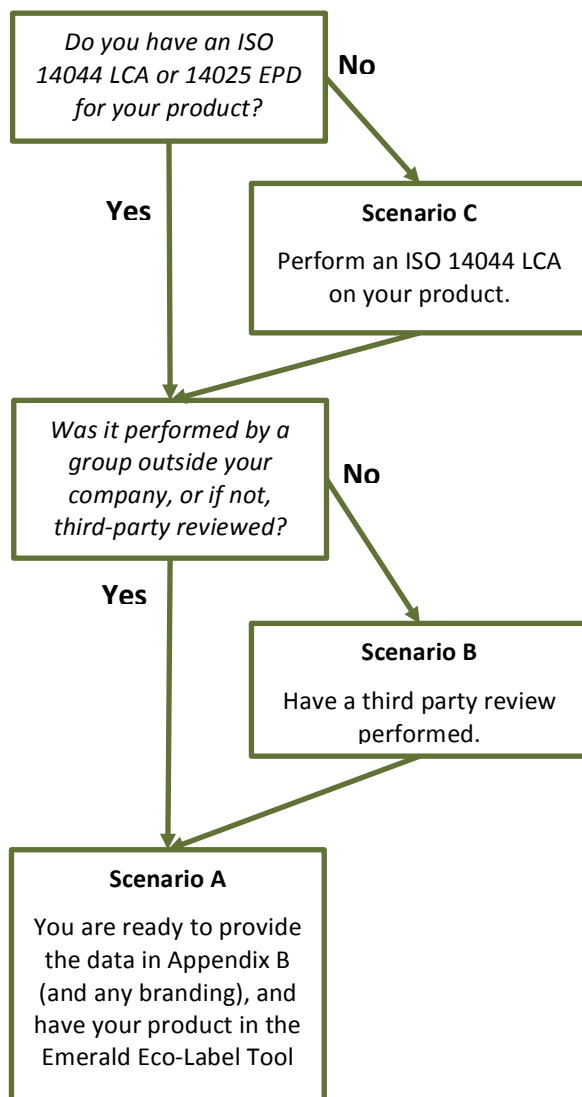 Do you have an ISO
14044 LCA or 14025 EPD
for your product?
No
Yes
Scenario C
Perform an ISO 14044 LCA
on your product.
Was it performed by a
group outside your
company, or if not,
third-party reviewed?
No
Yes
Scenario B
Have a third party review
performed.
Scenario A
You are ready to provide
the data in Appendix B
(and any branding), and
have your product in the
Emerald Eco-Label Tool